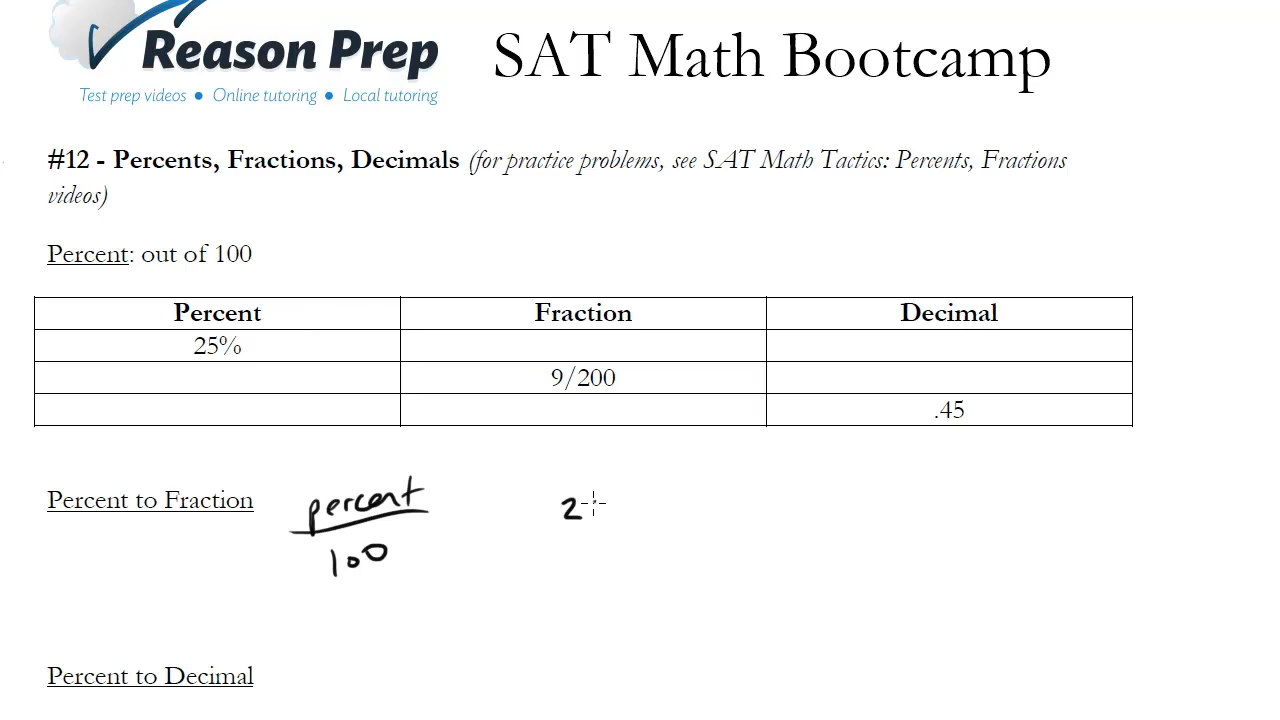 Reason Prep
SAT Math Bootcamp
Test prep videos ● Online tutoring ● Local tutoring
#12 - Percents, Fractions, Decimals (for practice problems, see SAT Math Tactics: Percents, Fractions
videos)
Percent: out of 100
Percent Fraction Decimal
25%
9/200
.45
Percent to Fraction
percent
100
2
Percent to Decimal